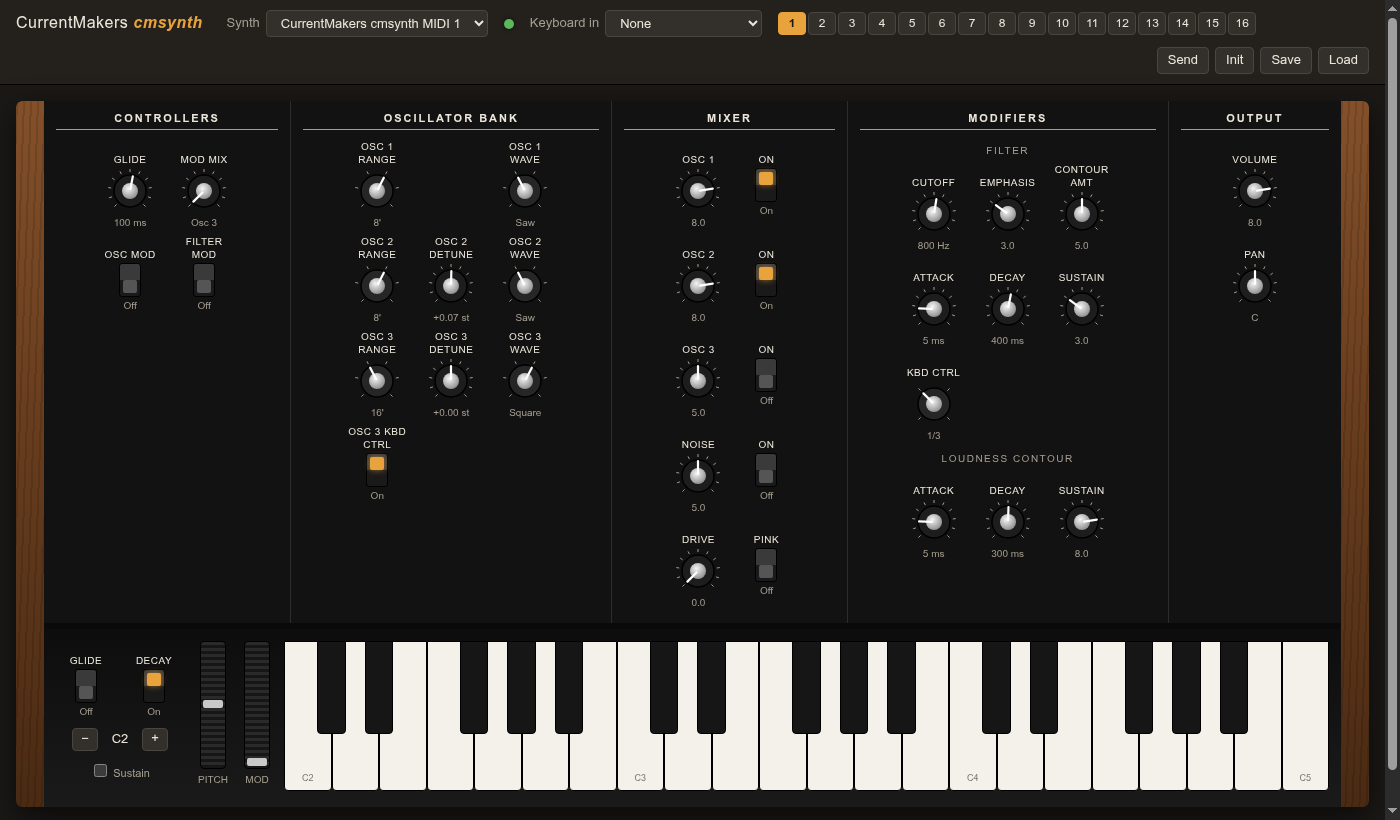 CurrentMakers cmsynth Synth CurrentMakers cmsynth MIDI 1 Keyboard in None 1 2 3 4 5 6 7 8 9 10 11 12 13 14 15 16
Send Init Save Load
CONTROLLERS
GLIDE MOD MIX
100 ms Osc 3
OSC MOD FILTER MOD
Off Off
OSCILLATOR BANK
OSC 1 RANGE OSC 1 WAVE
8' Saw
OSC 2 RANGE OSC 2 DETUNE OSC 2 WAVE
8' +0.07 st Saw
OSC 3 RANGE OSC 3 DETUNE OSC 3 WAVE
16' +0.00 st Square
OSC 3 KBD CTRL
On
MIXER
OSC 1 ON
8.0 On
OSC 2 ON
8.0 On
OSC 3 ON
5.0 Off
NOISE ON
5.0 Off
DRIVE PINK
0.0 Off
MODIFIERS
FILTER
CUTOFF EMPHASIS CONTOUR AMT
800 Hz 3.0 5.0
ATTACK DECAY SUSTAIN
5 ms 400 ms 3.0
KBD CTRL
1/3
LOUDNESS CONTOUR
ATTACK DECAY SUSTAIN
5 ms 300 ms 8.0
OUTPUT
VOLUME
8.0
PAN
C
GLIDE DECAY
Off On
− C2 +
Sustain
PITCH MOD
C2 C3 C4 C5